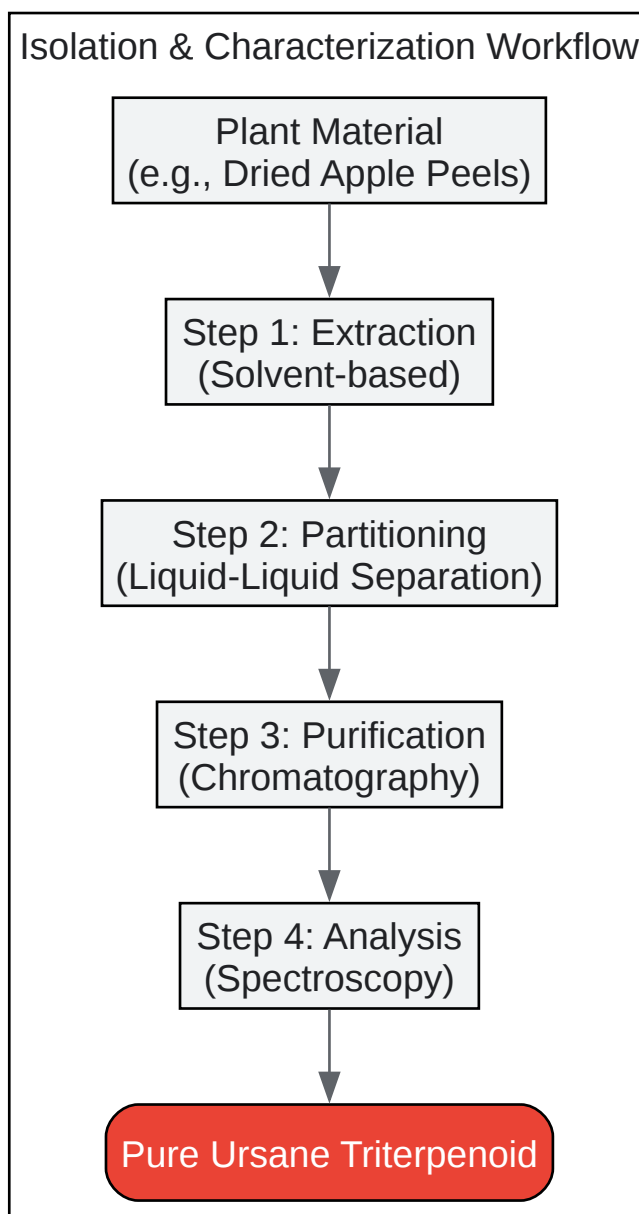 Isolation & Characterization Workflow
Plant Material
(e.g., Dried Apple Peels)
Step 1: Extraction
(Solvent-based)
Step 2: Partitioning
(Liquid-Liquid Separation)
Step 3: Purification
(Chromatography)
Step 4: Analysis
(Spectroscopy)
Pure Ursane Triterpenoid